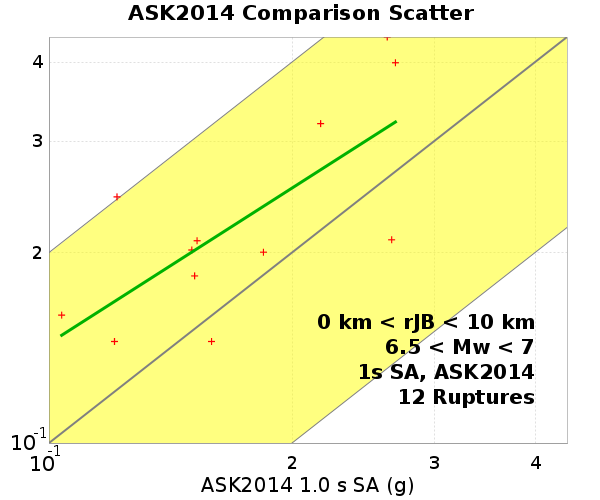 ASK2014 Comparison Scatter
4
3
2
10-1
10-1
2
3
4
0 km < rJB < 10 km
6.5 < Mw < 7
1s SA, ASK2014
12 Ruptures
ASK2014 1.0 s SA (g)